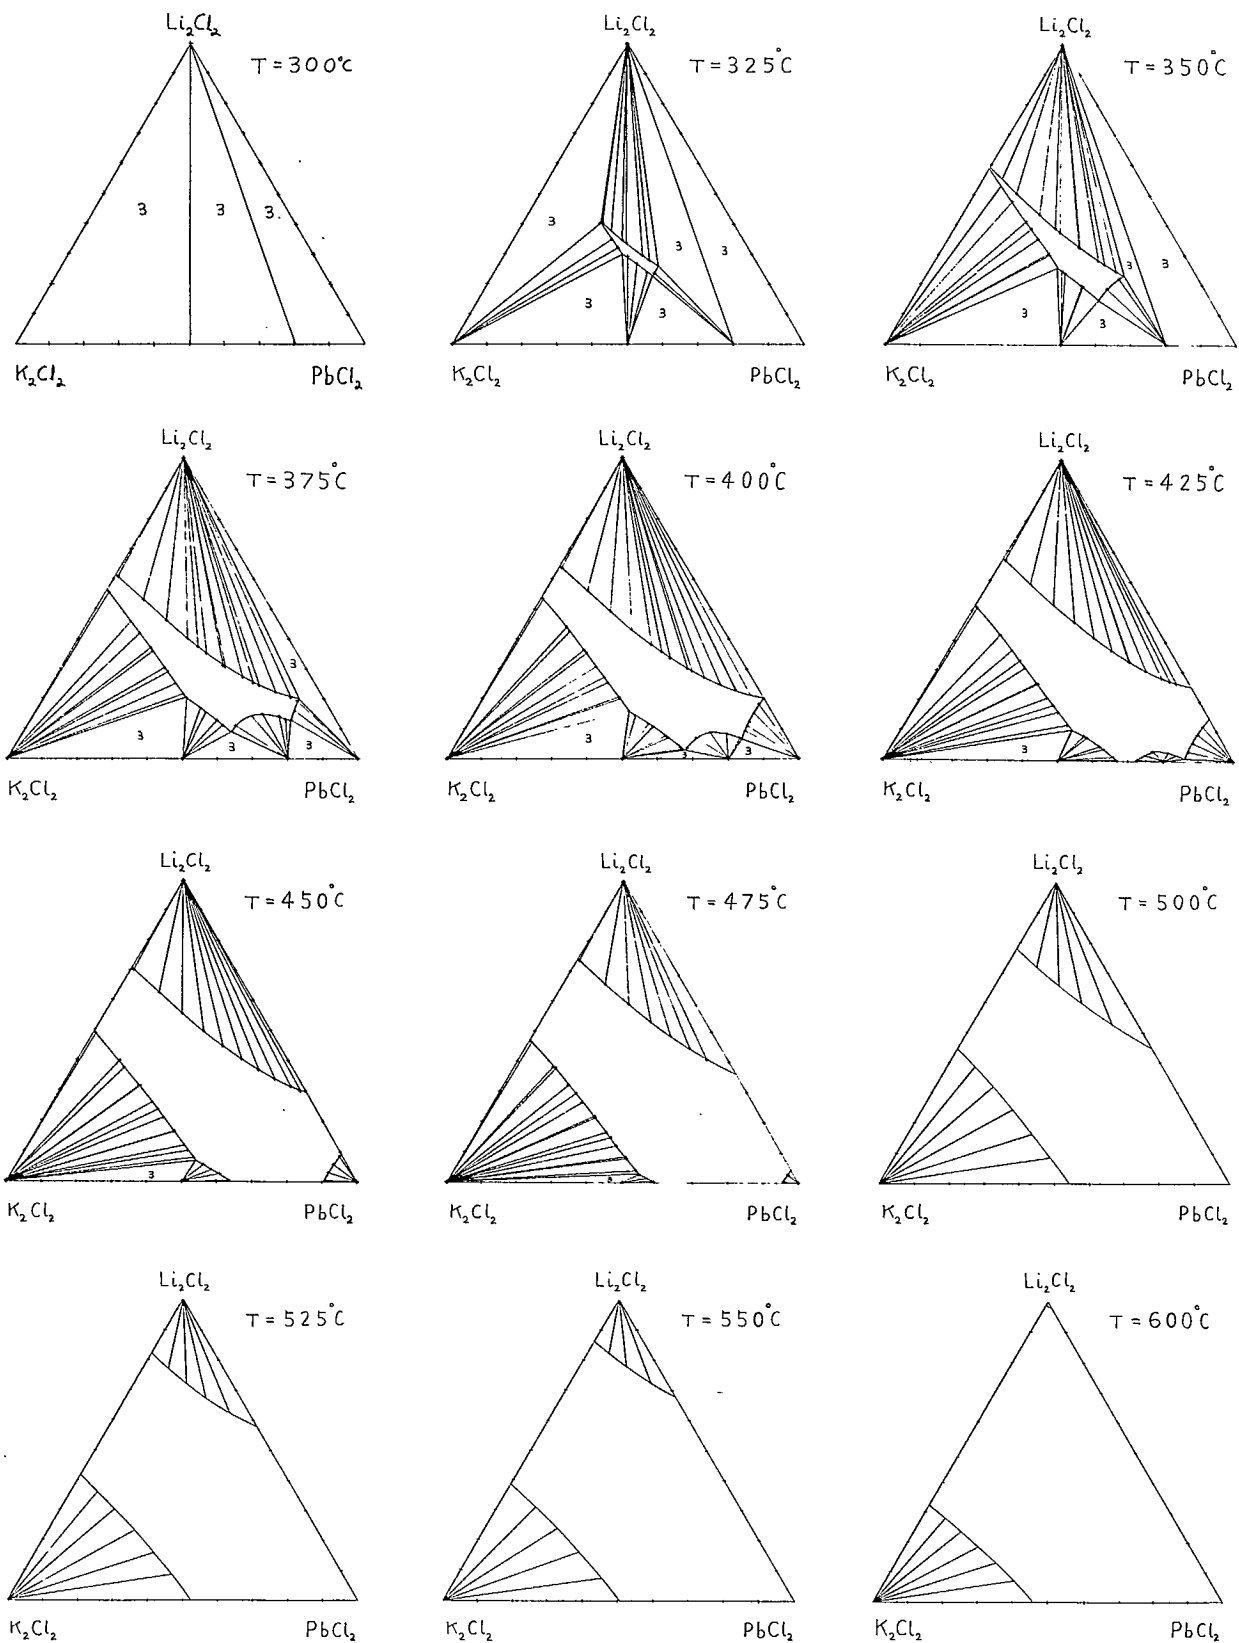 Li₂Cl₂
T=300°C
3
3
3
K₂Cl₂
PbCl₂
Li₂Cl₂
T=325°C
3
3
3
3
3
K₂Cl₂
PbCl₂
Li₂Cl₂
T=350°C
3
3
3
3
K₂Cl₂
PbCl₂
Li₂Cl₂
T=375°C
3
3
3
3
K₂Cl₂
PbCl₂
Li₂Cl₂
T=400°C
3
3
3
K₂Cl₂
PbCl₂
Li₂Cl₂
T=425°C
3
K₂Cl₂
PbCl₂
Li₂Cl₂
T=450°C
3
K₂Cl₂
PbCl₂
Li₂Cl₂
T=475°C
K₂Cl₂
PbCl₂
Li₂Cl₂
T=500°C
K₂Cl₂
PbCl₂
Li₂Cl₂
T=525°C
K₂Cl₂
PbCl₂
Li₂Cl₂
T=550°C
K₂Cl₂
PbCl₂
Li₂Cl₂
T=600°C
K₂Cl₂
PbCl₂